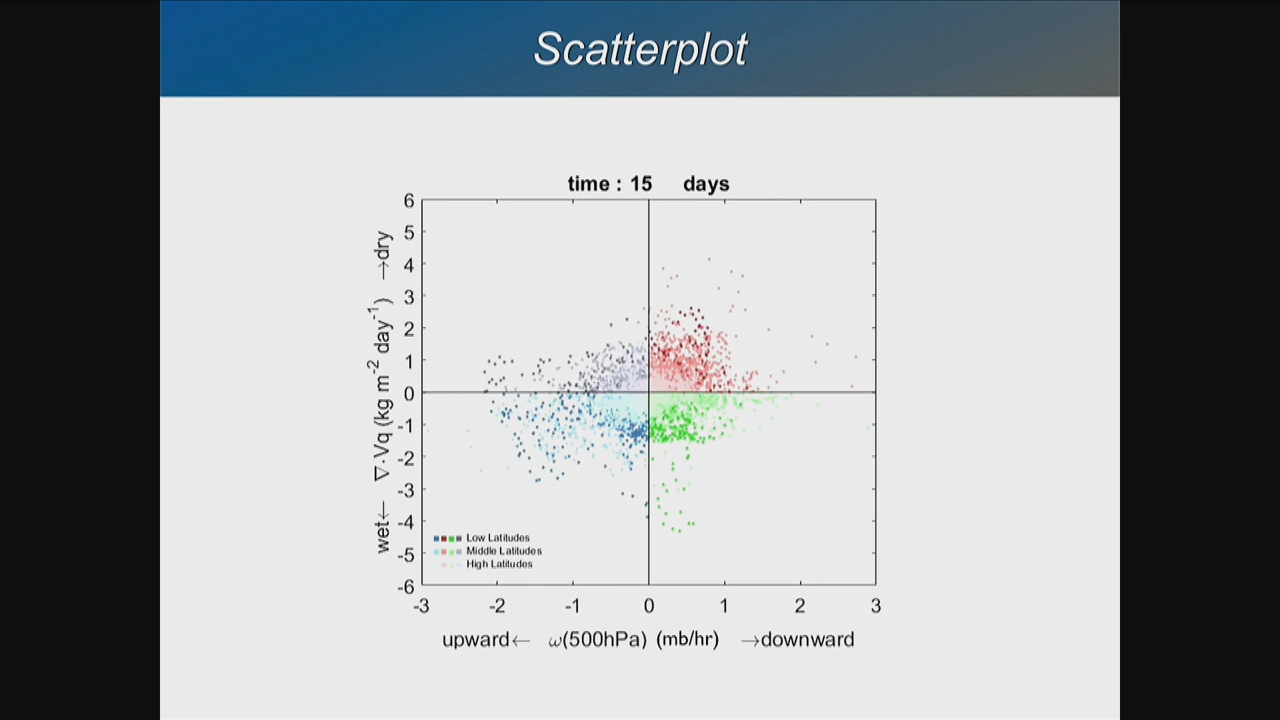 Scatterplot
time : 15 days
6
5
4
3
2
1
0
-1
-2
-3
-4
-5
-6
wet← ∇·Vq (kg m⁻² day⁻¹) →dry
Low Latitudes
Middle Latitudes
High Latitudes
-3 -2 -1 0 1 2 3
upward← ω(500hPa) (mb/hr) →downward